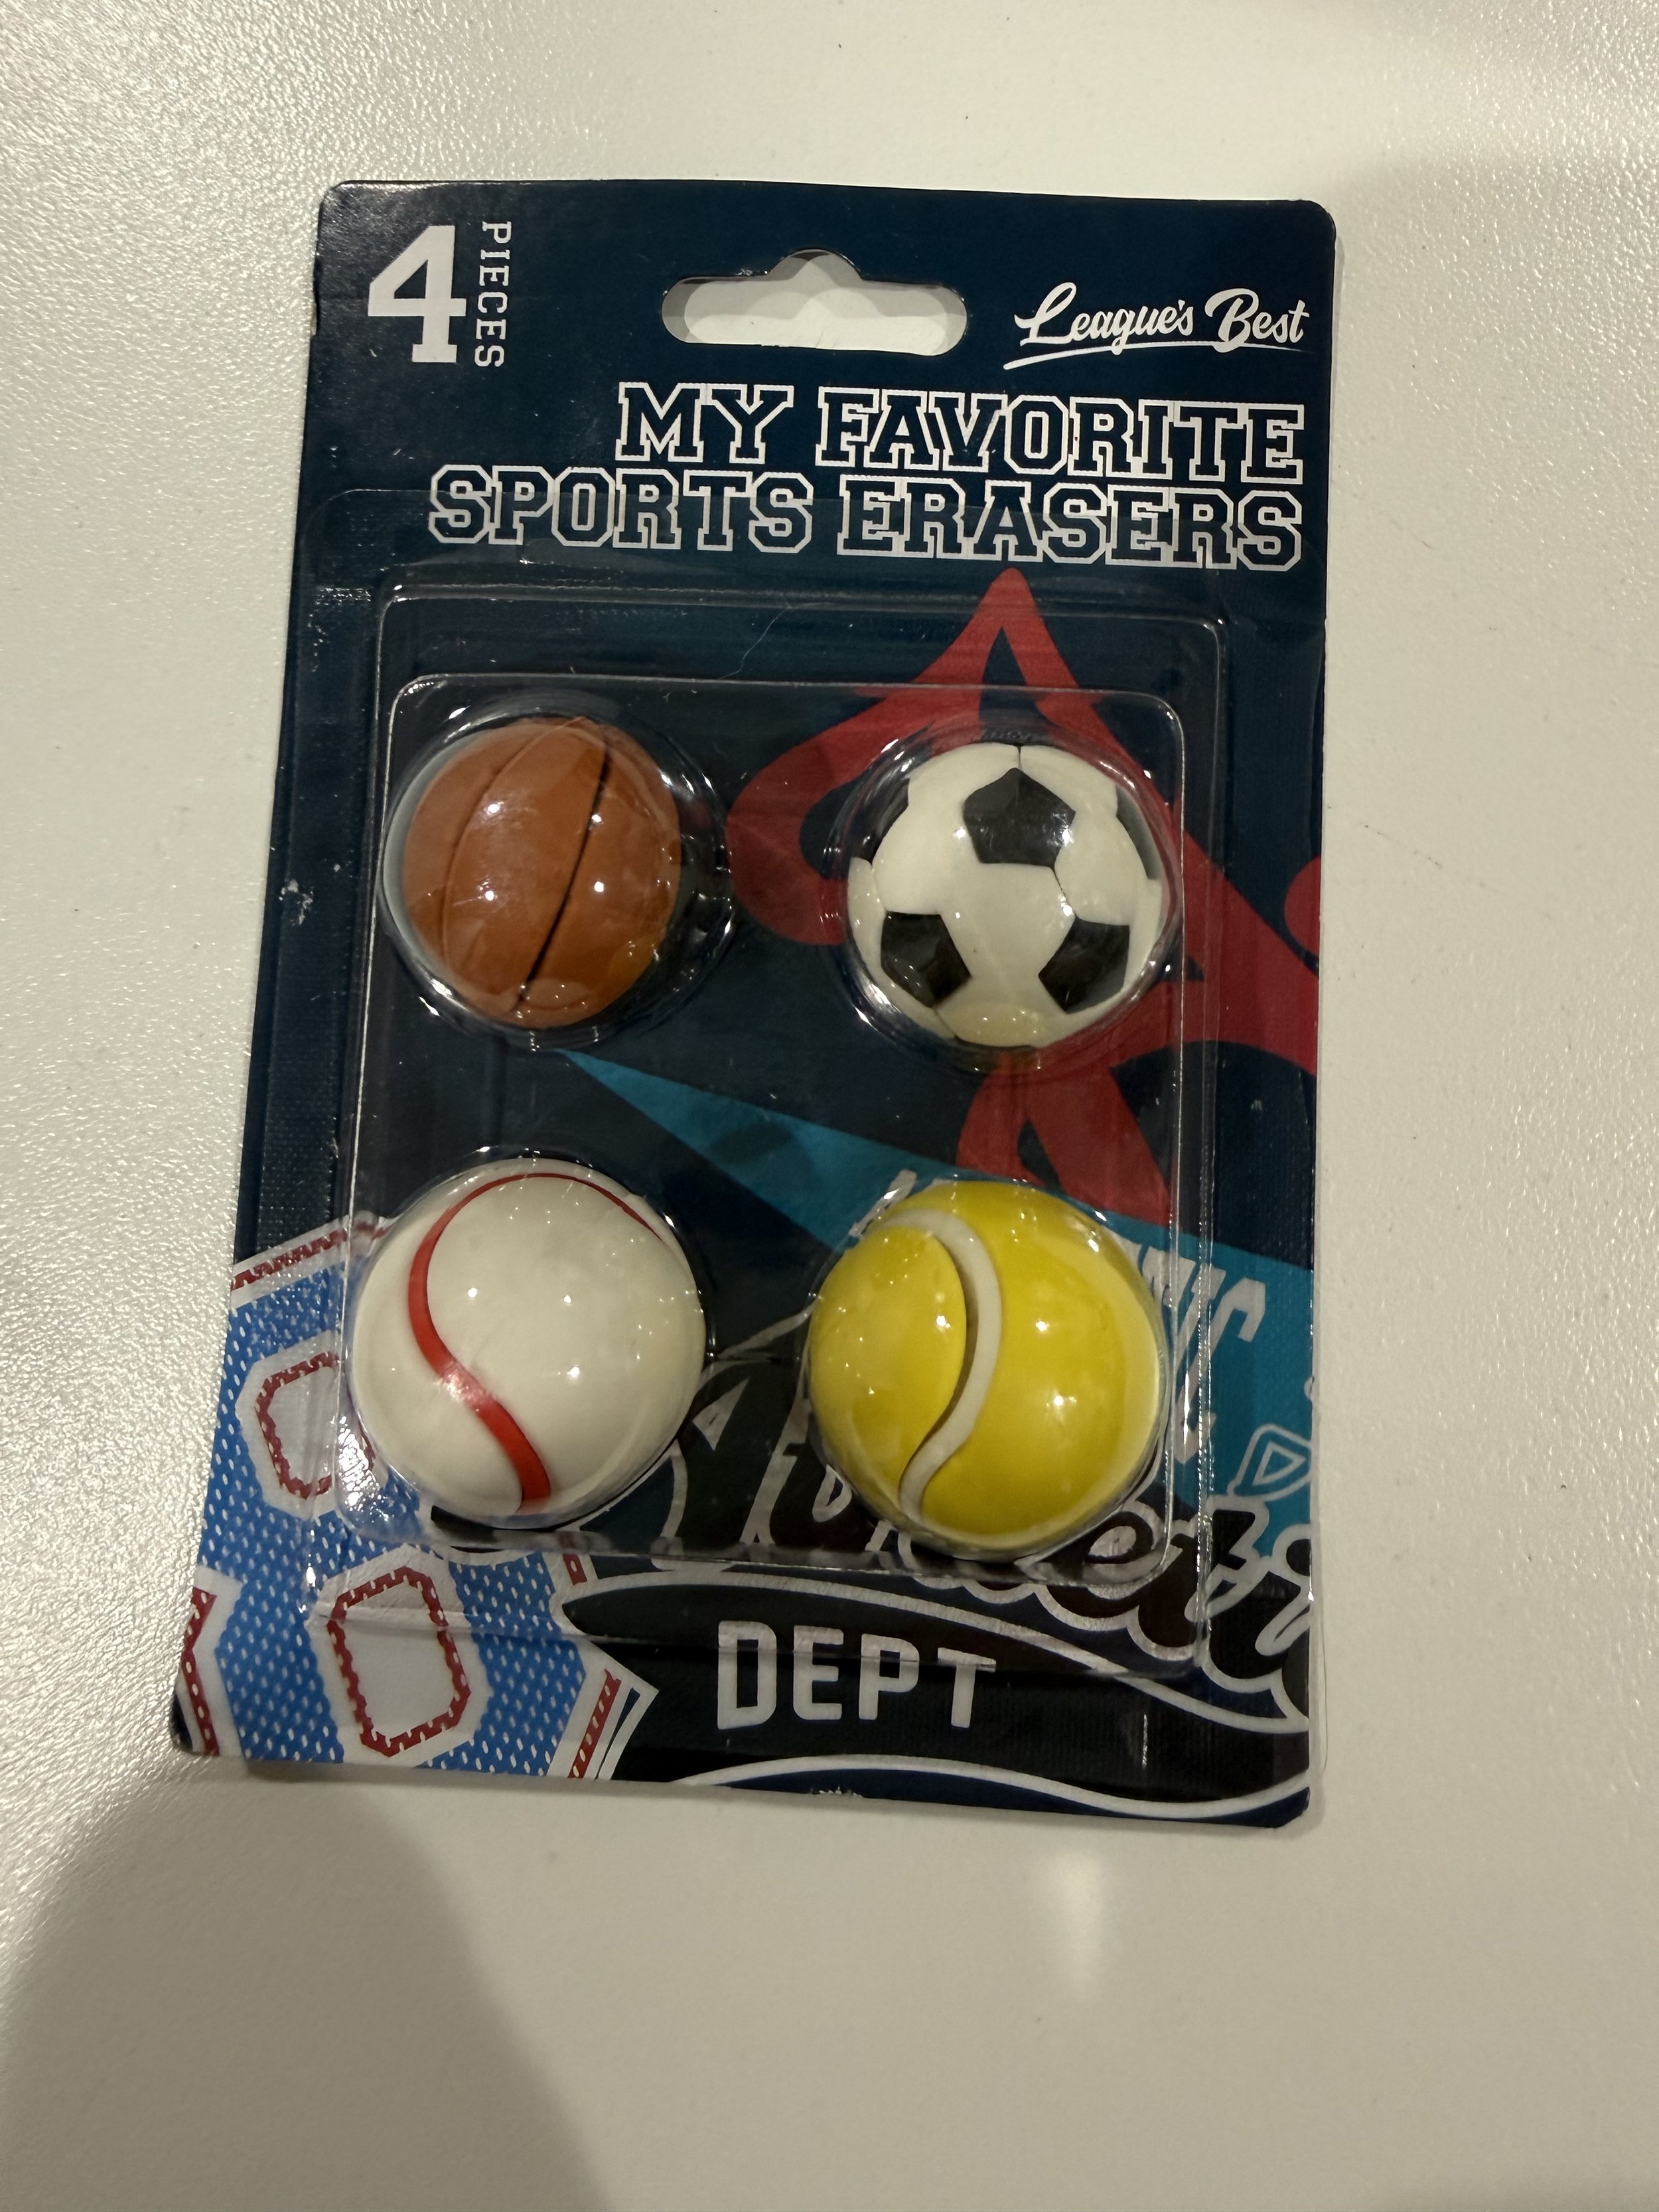 4 PIECES
League's Best
MY FAVORITE
SPORTS ERASERS
DEPT